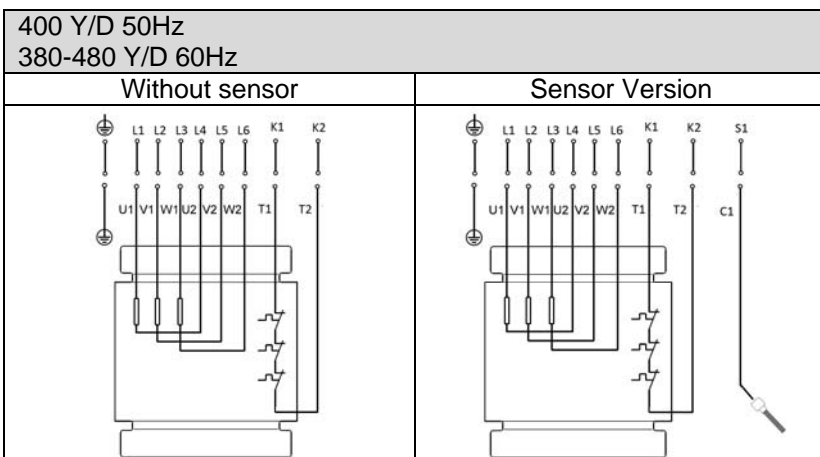 400 Y/D 50Hz
380-480 Y/D 60Hz
Without sensor
Sensor Version
L1 L2 L3 L4 L5 L6 K1 K2
U1 V1 W1 U2 V2 W2 T1 T2
L1 L2 L3 L4 L5 L6 K1 K2 S1
U1 V1 W1 U2 V2 W2 T1 T2 C1